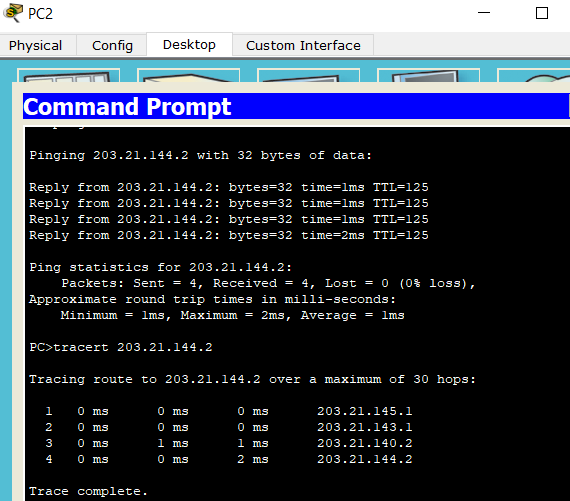 PC2
Physical Config Desktop Custom Interface
Command Prompt
Pinging 203.21.144.2 with 32 bytes of data:
Reply from 203.21.144.2: bytes=32 time=1ms TTL=125
Reply from 203.21.144.2: bytes=32 time=1ms TTL=125
Reply from 203.21.144.2: bytes=32 time=1ms TTL=125
Reply from 203.21.144.2: bytes=32 time=2ms TTL=125
Ping statistics for 203.21.144.2:
Packets: Sent = 4, Received = 4, Lost = 0 (0% loss),
Approximate round trip times in milli-seconds:
Minimum = 1ms, Maximum = 2ms, Average = 1ms
PC>tracert 203.21.144.2
Tracing route to 203.21.144.2 over a maximum of 30 hops:
1 0 ms 0 ms 0 ms 203.21.145.1
2 0 ms 0 ms 0 ms 203.21.143.1
3 0 ms 1 ms 1 ms 203.21.140.2
4 0 ms 0 ms 2 ms 203.21.144.2
Trace complete.